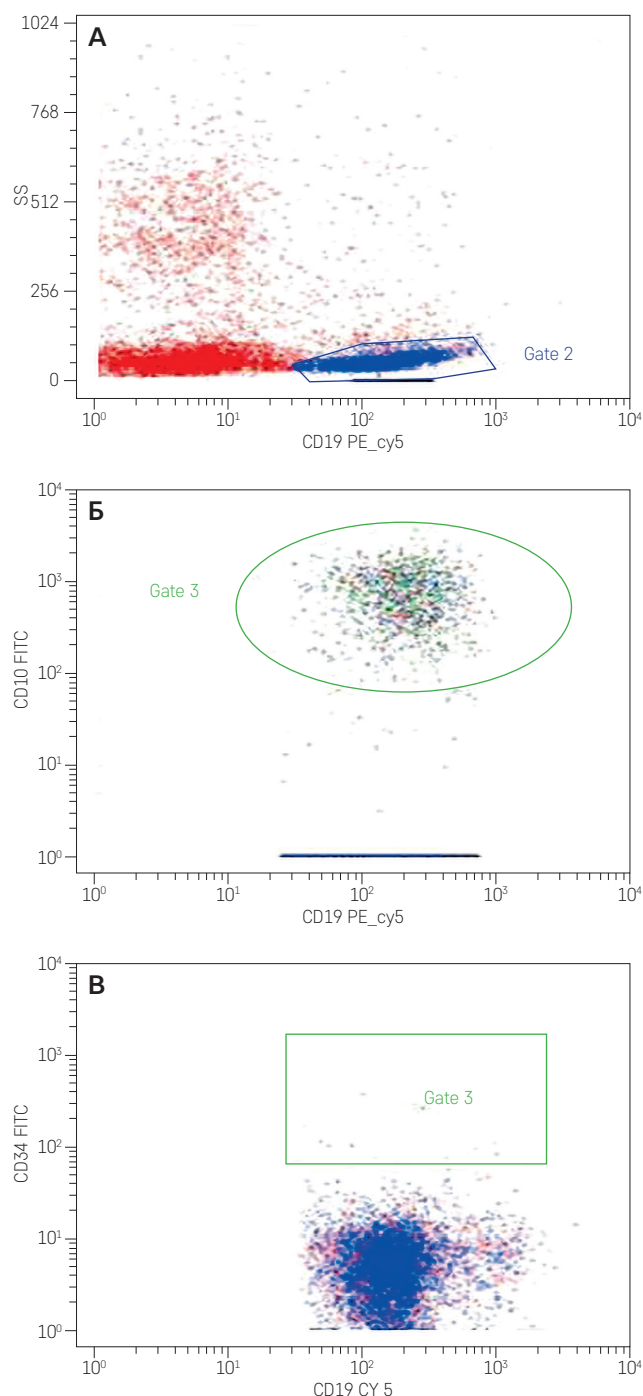 А
1024
768
512
256
0
SS
Gate 2
10⁰ 10¹ 10² 10³ 10⁴
CD19 PE_cy5
Б
10⁴
10³
10²
10¹
10⁰
CD10 FITC
Gate 3
10⁰ 10¹ 10² 10³ 10⁴
CD19 PE_cy5
В
10⁴
10³
10²
10¹
10⁰
CD34 FITC
Gate 3
10⁰ 10¹ 10² 10³ 10⁴
CD19 CY 5